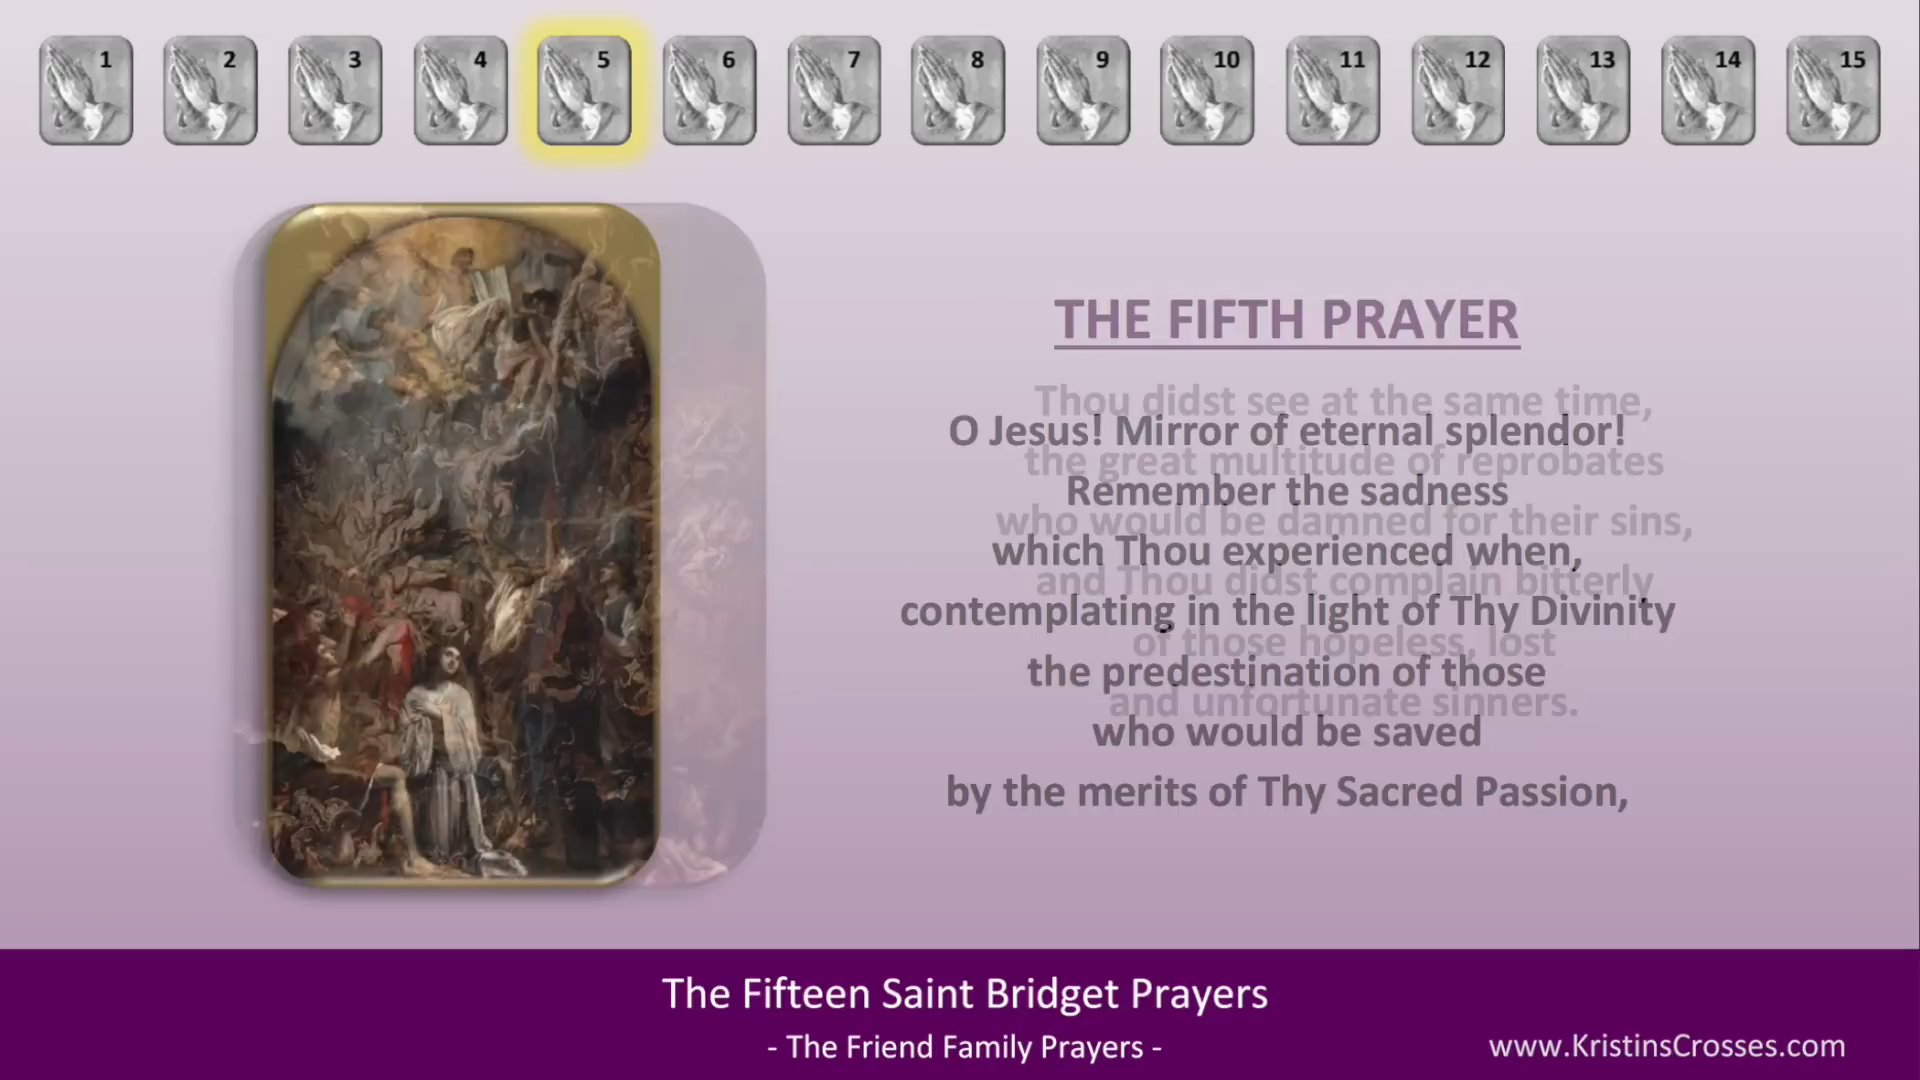 1 2 3 4 5 6 7 8 9 10 11 12 13 14 15
THE FIFTH PRAYER
O Jesus! Mirror of eternal splendor!
Remember the sadness
which Thou experienced when,
contemplating in the light of Thy Divinity
the predestination of those
who would be saved
by the merits of Thy Sacred Passion,
Thou didst see at the same time,
the great multitude of reprobates
who would be damned for their sins,
and Thou didst complain bitterly
of those hopeless, lost
and unfortunate sinners.
The Fifteen Saint Bridget Prayers
- The Friend Family Prayers -
www.KristinsCrosses.com